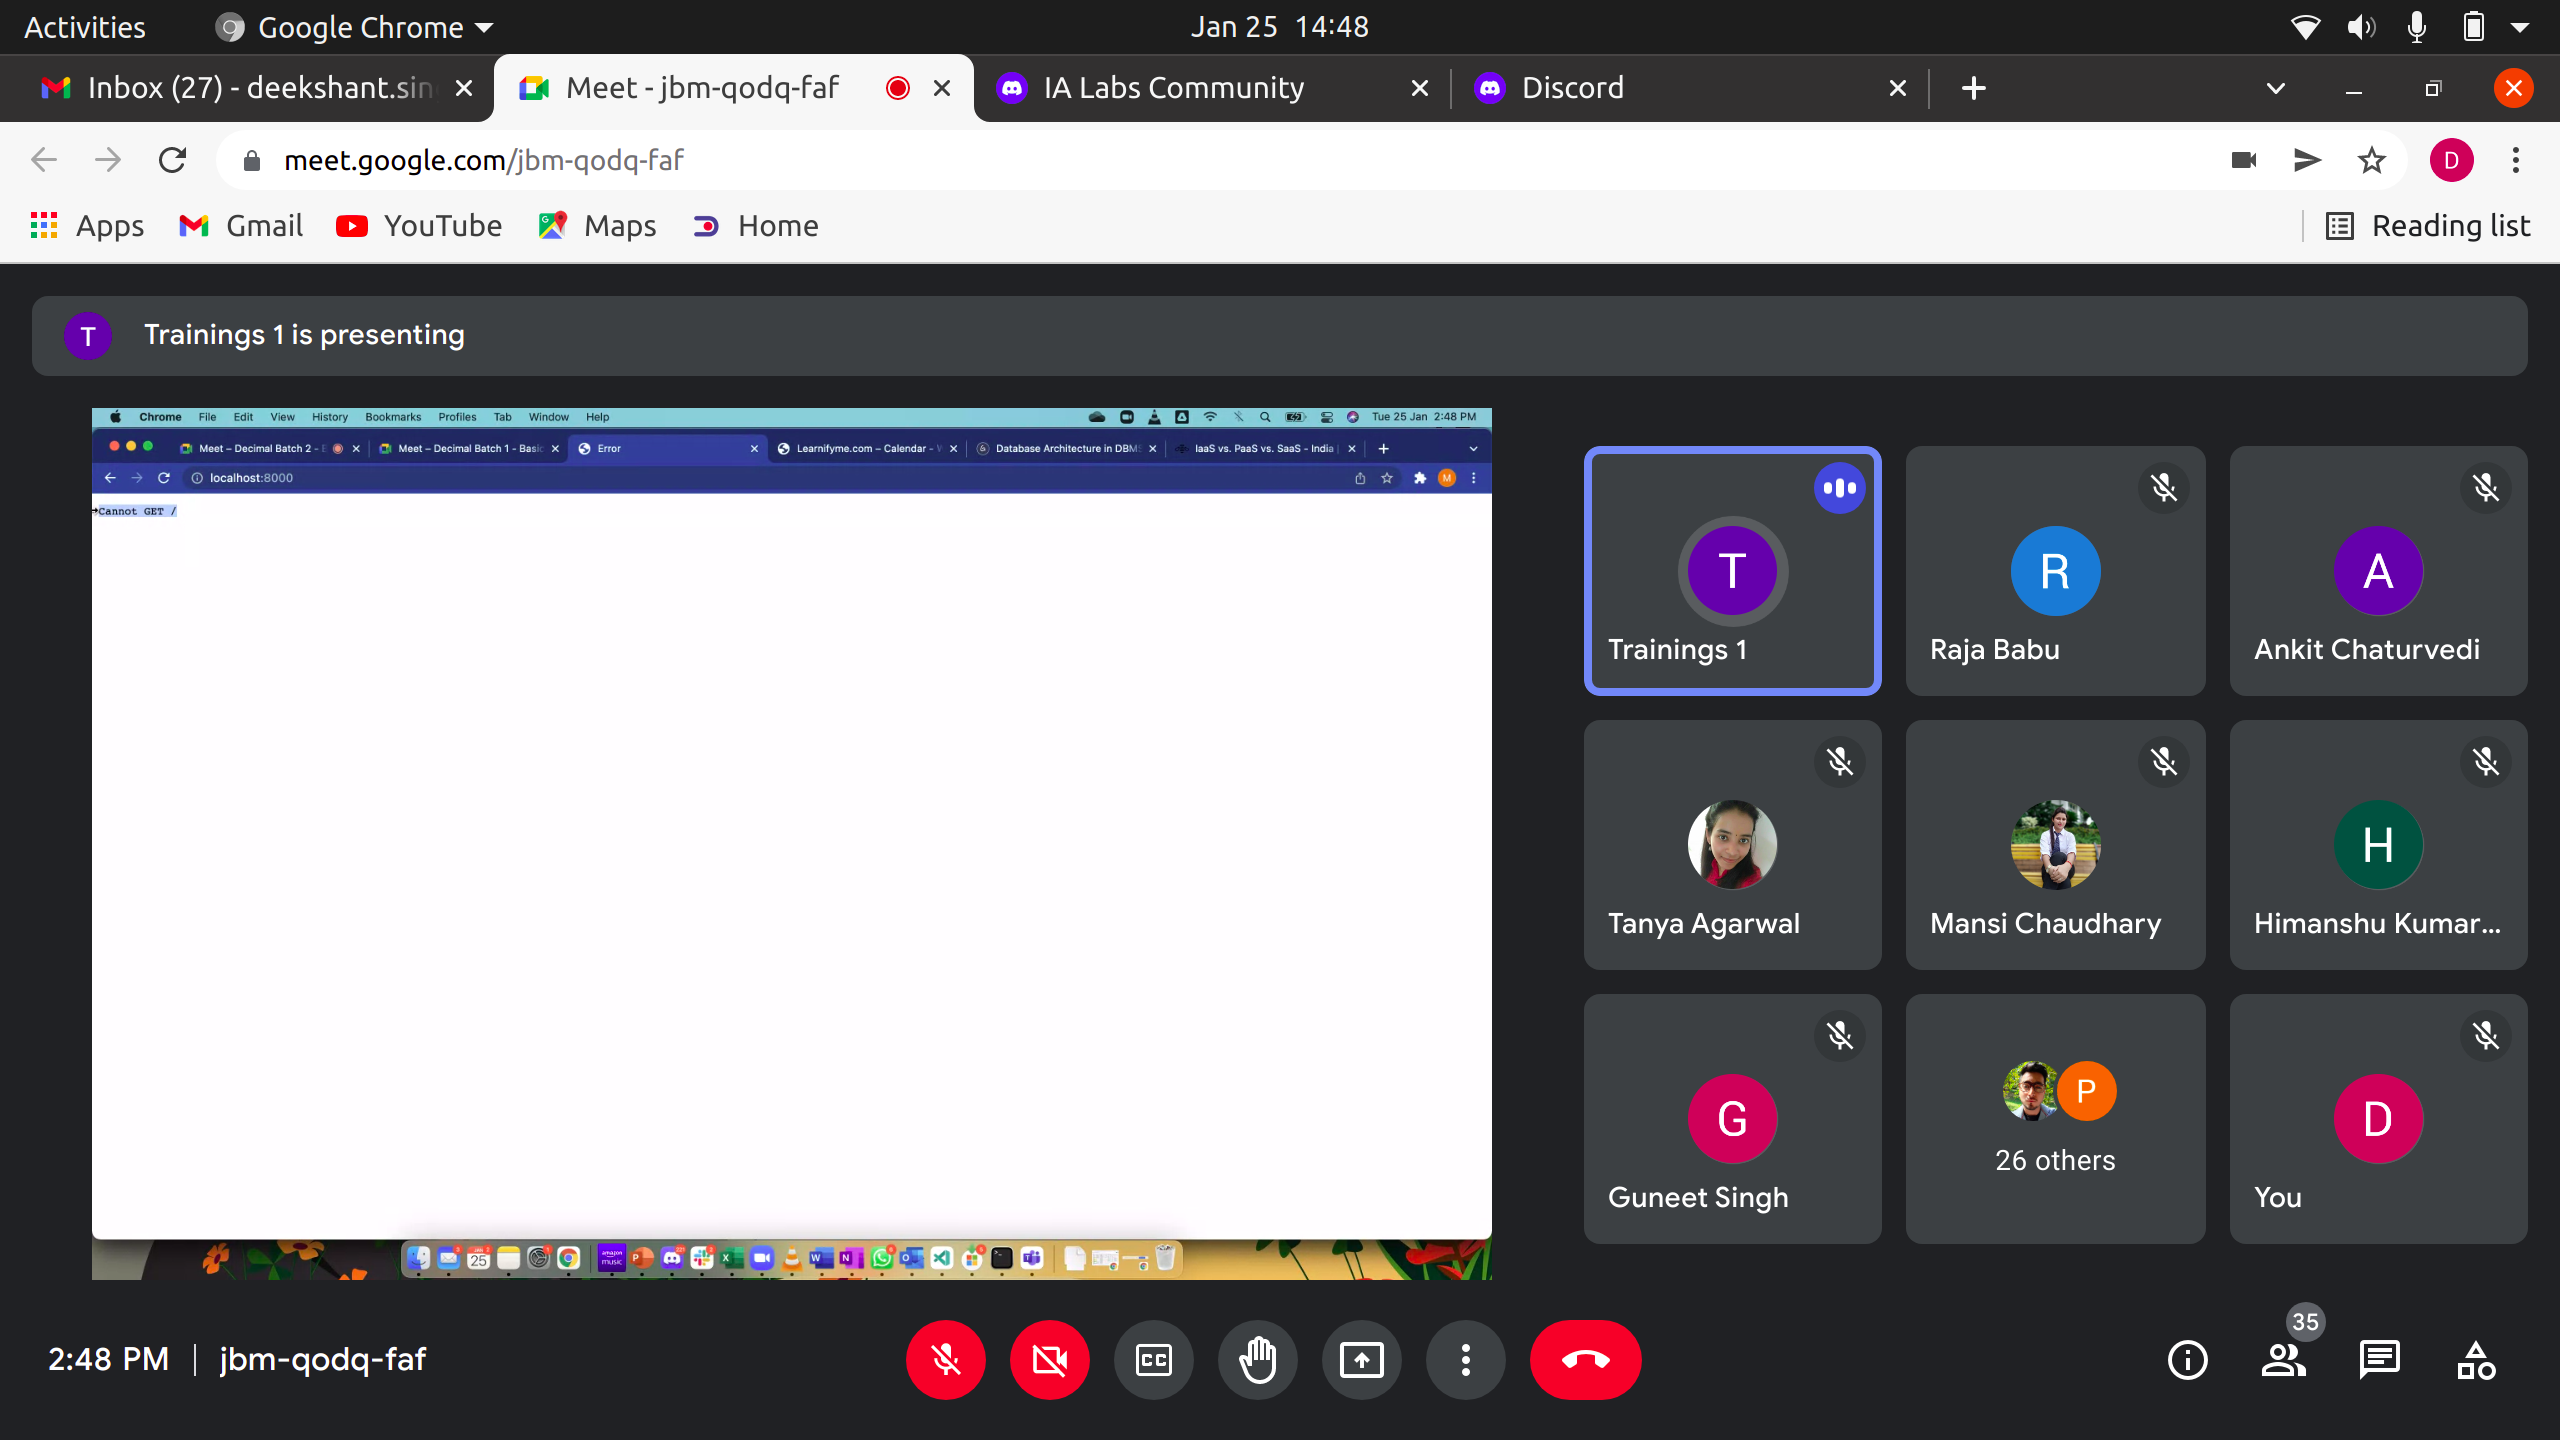 Activities
Google Chrome
Jan 25 14:48
Inbox (27) - deekshant.sin
Meet - jbm-qodq-faf
IA Labs Community
Discord
meet.google.com/jbm-qodq-faf
D
Apps
Gmail
YouTube
Maps
Home
Reading list
T
Trainings 1 is presenting
Chrome File Edit View History Bookmarks Profiles Tab Window Help
Tue 25 Jan 2:48 PM
Meet – Decimal Batch 2 -
Meet – Decimal Batch 1 - Basic
Error
Learnifyme.com – Calendar -
Database Architecture in DBMS
IaaS vs. PaaS vs. SaaS - India
localhost:8000
M
Cannot GET /
T
Trainings 1
R
Raja Babu
A
Ankit Chaturvedi
Tanya Agarwal
Mansi Chaudhary
H
Himanshu Kumar...
G
Guneet Singh
P
26 others
D
You
25
2:48 PM
jbm-qodq-faf
CC
35